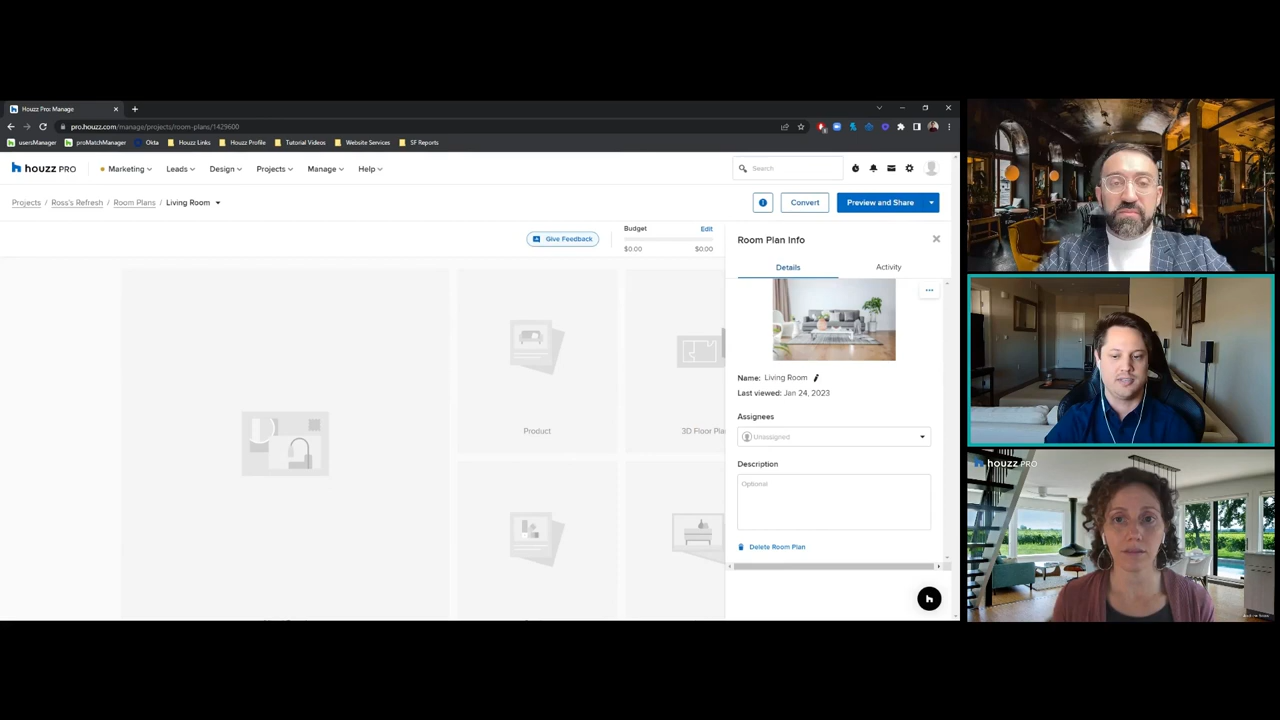 Houzz Pro: Manage
pro.houzz.com/manage/projects/room-plans/1429600
usersManager proMatchManager Okta Houzz Links Houzz Profile Tutorial Videos Website Services SF Reports
houzz PRO Marketing Leads Design Projects Manage Help Search
Projects / Ross's Refresh / Room Plans / Living Room Convert Preview and Share
Give Feedback Budget Edit
$0.00 $0.00
Room Plan Info
Details Activity
Name: Living Room
Last viewed: Jan 24, 2023
Assignees
Unassigned
Product 3D Floor Pla
Description
Optional
Delete Room Plan
houzz PRO